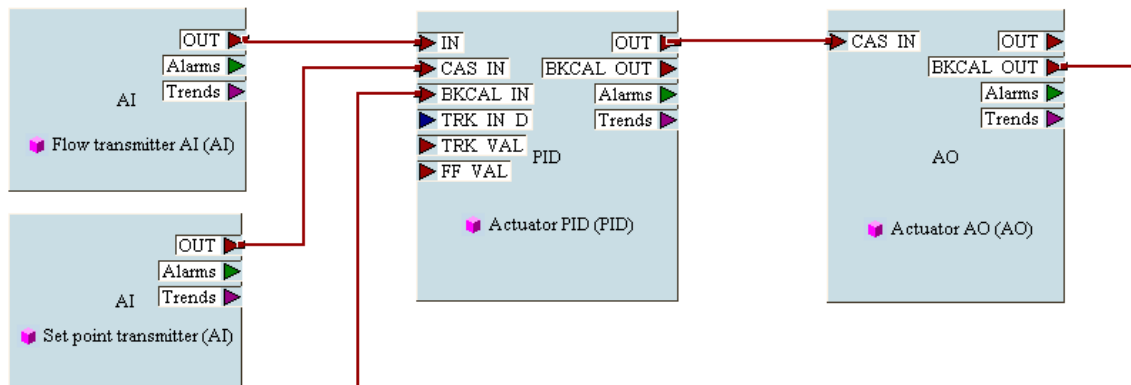 OUT
Alarms
Trends
AI
Flow transmitter AI (AI)
OUT
Alarms
Trends
AI
Set point transmitter (AI)
IN
CAS IN
BKCAL IN
TRK IN D
TRK VAL
FF VAL
OUT
BKCAL OUT
Alarms
Trends
PID
Actuator PID (PID)
CAS IN
OUT
BKCAL OUT
Alarms
Trends
AO
Actuator AO (AO)